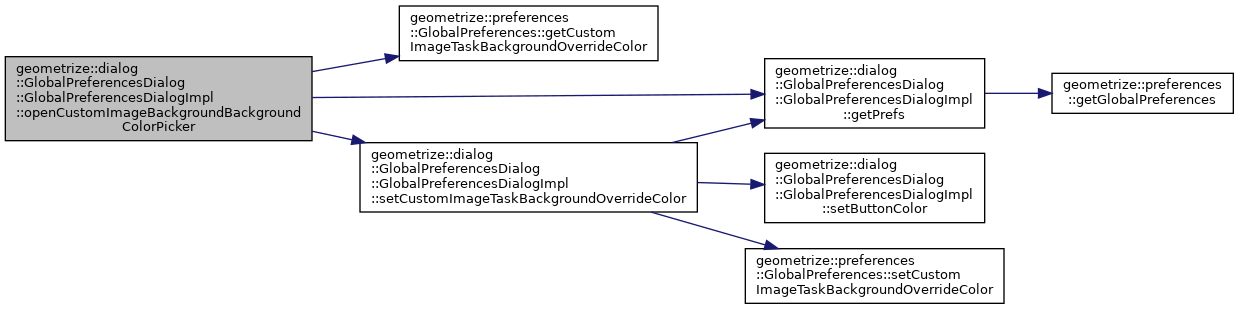 geometrize::dialog
::GlobalPreferencesDialog
::GlobalPreferencesDialogImpl
::openCustomImageBackgroundBackground
ColorPicker
geometrize::preferences
::GlobalPreferences::getCustom
ImageTaskBackgroundOverrideColor
geometrize::dialog
::GlobalPreferencesDialog
::GlobalPreferencesDialogImpl
::setCustomImageTaskBackgroundOverrideColor
geometrize::dialog
::GlobalPreferencesDialog
::GlobalPreferencesDialogImpl
::getPrefs
geometrize::preferences
::getGlobalPreferences
geometrize::dialog
::GlobalPreferencesDialog
::GlobalPreferencesDialogImpl
::setButtonColor
geometrize::preferences
::GlobalPreferences::setCustom
ImageTaskBackgroundOverrideColor